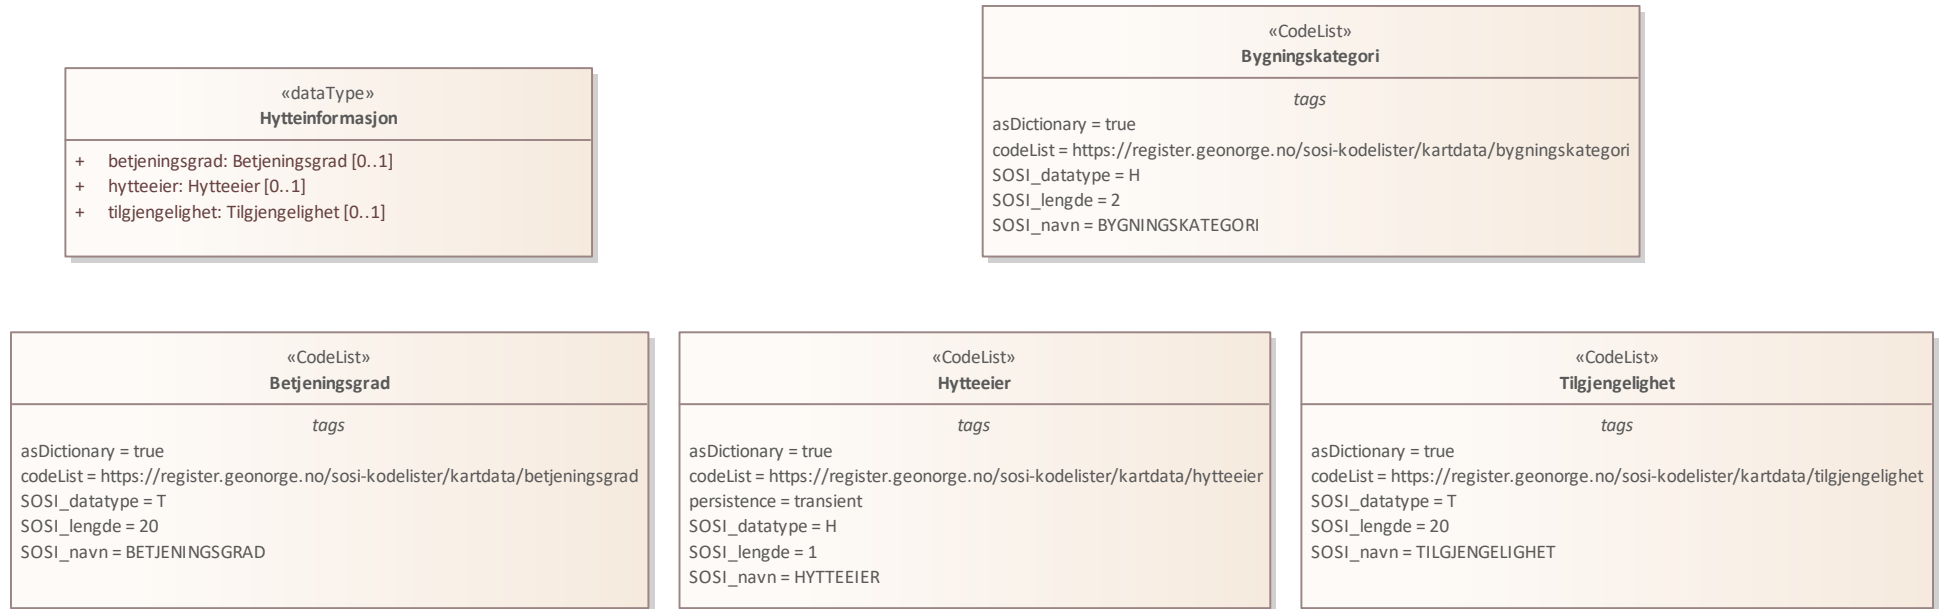 «dataType»
Hytteinformasjon
+ betjeningsgrad: Betjeningsgrad [0..1]
+ hytteeier: Hytteeier [0..1]
+ tilgjengelighet: Tilgjengelighet [0..1]
«CodeList»
Bygningskategori
tags
asDictionary = true
codeList = https://register.geonorge.no/sosi-kodelister/kartdata/bygningskategori
SOSI_datatype = H
SOSI_lengde = 2
SOSI_navn = BYGNINGSKATEGORI
«CodeList»
Betjeningsgrad
tags
asDictionary = true
codeList = https://register.geonorge.no/sosi-kodelister/kartdata/betjeningsgrad
SOSI_datatype = T
SOSI_lengde = 20
SOSI_navn = BETJENINGSGRAD
«CodeList»
Hytteeier
tags
asDictionary = true
codeList = https://register.geonorge.no/sosi-kodelister/kartdata/hytteeier
persistence = transient
SOSI_datatype = H
SOSI_lengde = 1
SOSI_navn = HYTTEEIER
«CodeList»
Tilgjengelighet
tags
asDictionary = true
codeList = https://register.geonorge.no/sosi-kodelister/kartdata/tilgjengelighet
SOSI_datatype = T
SOSI_lengde = 20
SOSI_navn = TILGJENGELIGHET